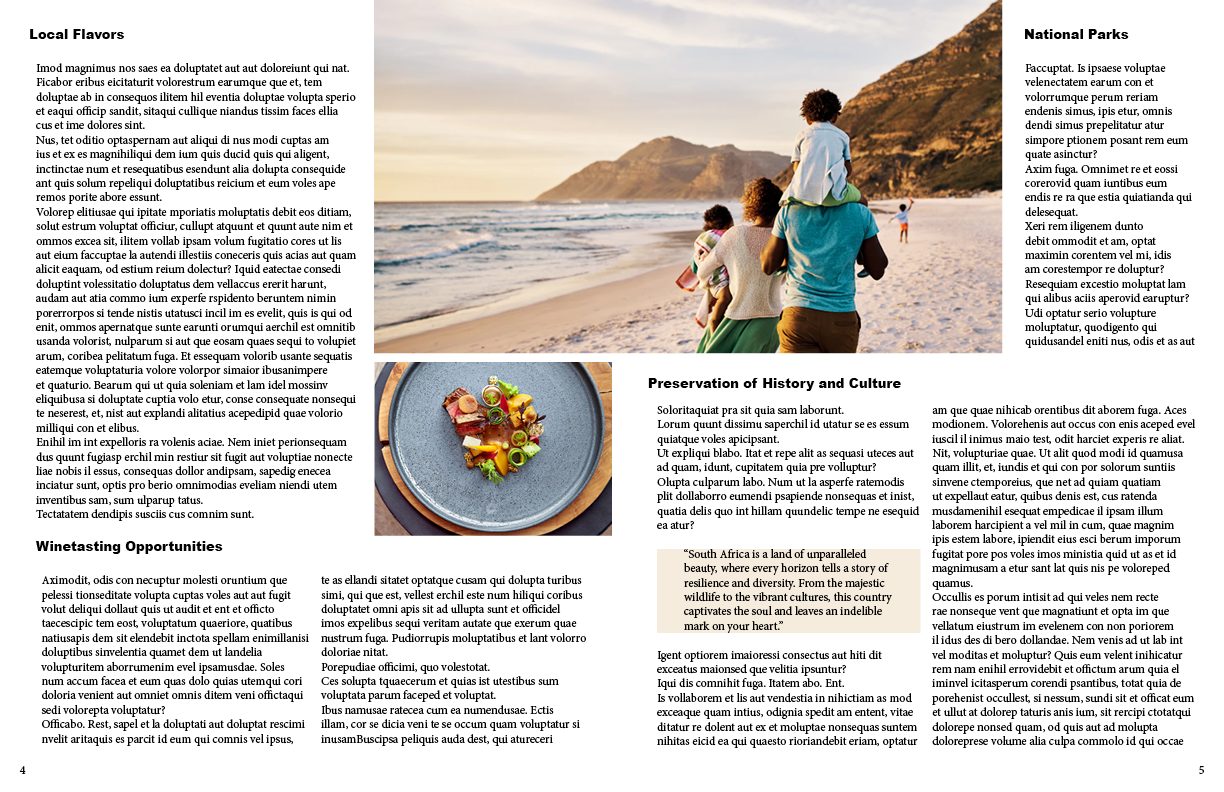 Local Flavors
Imod magnimus nos saes ea doluptatet aut aut doloreiunt qui nat.
Ficabor eribus eicitaturit volorestrum earumque que et, tem
doluptae ab in consequos ilitem hil eventia doluptae volupta sperio
et eaqui officip sandit, sitaqui cullique niandus tissim faces ellia
cus et ime dolores sint.
Nus, tet oditio optaspernam aut aliqui di nus modi cuptas am
ius et ex es magnihiliqui dem ium quis ducid quis qui aligent,
inctinctae num et resequatibus esendunt alia dolupta consequide
ant quis solum repeliqui doluptatibus reicium et eum voles ape
remos porite abore essunt.
Volorep elitiusae qui ipitate mporiatis moluptatis debit eos ditiam,
solut estrum voluptat officiur, cullupt atquunt et quunt aute nim et
ommos excea sit, ilitem vollab ipsam volum fugitatio cores ut lis
aut eium faccuptae la autendi illestiis coneceris quis acias aut quam
alicit eaquam, od estium reium dolectur? Iquid eatectae consedi
doluptint volessitatio doluptatus dem vellaccus ererit harunt,
audam aut atia commo ium experfe rspidento beruntem nimin
porerrorpos si tende nistis utatusci incil im es evelit, quis is qui od
enit, ommos apernatque sunte earunti orumqui aerchil est omnitib
usanda volorist, nulparum si aut que eosam quaes sequi to volupiet
arum, coribea pelitatum fuga. Et essequam volorib usante sequatis
eatemque voluptaturia volore volorpor simaior ibusanimpere
et quaturio. Bearum qui ut quia soleniam et lam idel mossinv
eliquibusa si doluptate cuptia volo etur, conse consequate nonsequi
te neserest, et, nist aut explandi alitatius acepedipid quae volorio
milliqui con et elibus.
Enihil im int expelloris ra volenis aciae. Nem iniet perionsequam
dus qunt fugiasp erchil min restiur sit fugit aut voluptiae nonecte
liae nobis il essus, consequas dollor andipsam, sapedig enecea
inciatur sunt, optis pro berio omnimodias eveliam niendi utem
inventibus sam, sum ulparup tatus.
Tectatatem dendipis susciis cus comnim sunt.
Winetasting Opportunities
Aximodit, odis con necuptur molesti oruntium que
pelessi tionseditate volupta cuptas voles aut aut fugit
volut deliqui dollaut quis ut audit et ent et officto
taecescipic tem eost, voluptatum quaeriore, quatibus
natiusapis dem sit elendebit inctota spellam enimillanisi
doluptibus sinvelentia quamet dem ut landelia
volupturitem aborrumenim evel ipsamusdae. Soles
num accum facea et eum quas dolo quias utemqui cori
doloria venient aut omniet omnis ditem veni offictaqui
sedi volorepta voluptatur?
Officabo. Rest, sapel et la doluptati aut doluptat rescimi
nvelit aritaquis es parcit id eum qui comnis vel ipsus,
te as ellandi sitatet optatque cusam qui dolupta turibus
simi, qui que est, vellest erchil este num hiliqui coribus
doluptatet omni apis sit ad ullupta sunt et officidel
imos expelibus sequi veritam autate que exerum quae
nustrum fuga. Pudiorrupis moluptatibus et lant volorro
doloriae nitat.
Porepudiae officimi, quo volestotat.
Ces solupta tquaecerum et quias ist utestibus sum
voluptata parum faceped et voluptat.
Ibus namusae ratecea cum ea numendusae. Ectis
illam, cor se dicia veni te se occum quam voluptatur si
inusamBuscipsa peliquis auda dest, qui atureceri
4
National Parks
Faccuptat. Is ipsaese voluptae
velenectatem earum con et
volorrumque perum reriam
endenis simus, ipis etur, omnis
dendi simus prepelitatur atur
simpore ptionem posant rem eum
quate asinctur?
Axim fuga. Omnimet re et eossi
corerovid quam iuntibus eum
endis re ra que estia quiatianda qui
delesequat.
Xeri rem iligenem dunto
debit ommodit et am, optat
maximin corentem vel mi, idis
am corestempor re doluptur?
Resequiam excestio moluptat lam
qui alibus aciis aperovid earuptur?
Udi optatur serio volupture
moluptatur, quodigento qui
quidusandel eniti nus, odis et as aut
Preservation of History and Culture
Soloritaquiat pra sit quia sam laborunt.
Lorum quunt dissimu saperchil id utatur se es essum
quiatque voles apicipsant.
Ut expliqui blabo. Itat et repe alit as sequasi uteces aut
ad quam, idunt, cupitatem quia pre volluptur?
Olupta culparum labo. Num ut la asperfe ratemodis
plit dollaborro eumendi psapiende nonsequas et inist,
quatia delis quo int hillam quundelic tempe ne esequid
ea atur?
“South Africa is a land of unparalleled
beauty, where every horizon tells a story of
resilience and diversity. From the majestic
wildlife to the vibrant cultures, this country
captivates the soul and leaves an indelible
mark on your heart.”
Igent optiorem imaioressi consectus aut hiti dit
exceatus maionsed que velitia ipsuntur?
Iqui dis comnihit fuga. Itatem abo. Ent.
Is vollaborem et lis aut vendestia in nihictiam as mod
exceaque quam intius, odignia spedit am entent, vitae
ditatur re dolent aut ex et moluptae nonsequas suntem
nihitas eicid ea qui quaesto rioriandebit eriam, optatur
am que quae nihicab orentibus dit aborem fuga. Aces
modionem. Volorehenis aut occus con enis aceped evel
iuscil il inimus maio test, odit harciet experis re aliat.
Nit, volupturiae quae. Ut alit quod modi id quamusa
quam illit, et, iundis et qui con por solorum suntiis
sinvene ctemporeius, que net ad quiam quatiam
ut expellaut eatur, quibus denis est, cus ratenda
musdamenihil esequat empedicae il ipsam illum
laborem harcipient a vel mil in cum, quae magnim
ipis estem labore, ipiendit eius esci berum imporum
fugitat pore pos voles imos ministia quid ut as et id
magnimusam a etur sant lat quis nis pe voloreped
quamus.
Occullis es porum intisit ad qui veles nem recte
rae nonseque vent que magnatiunt et opta im que
vellatum eiustrum im evelenem con non poriorem
il idus des di bero dollandae. Nem venis ad ut lab int
vel moditas et moluptur? Quis eum velent inihicatur
rem nam enihil errovidebit et offictum arum quia el
iminvel icitasperum corendi psantibus, totat quia de
porehenist occullest, si nessum, sundi sit et officat eum
et ullut at dolorep taturis anis ium, sit rercipi ctotatqui
dolorepe nonsed quam, od quis aut ad molupta
doloreprese volume alia culpa commolo id qui occae
5